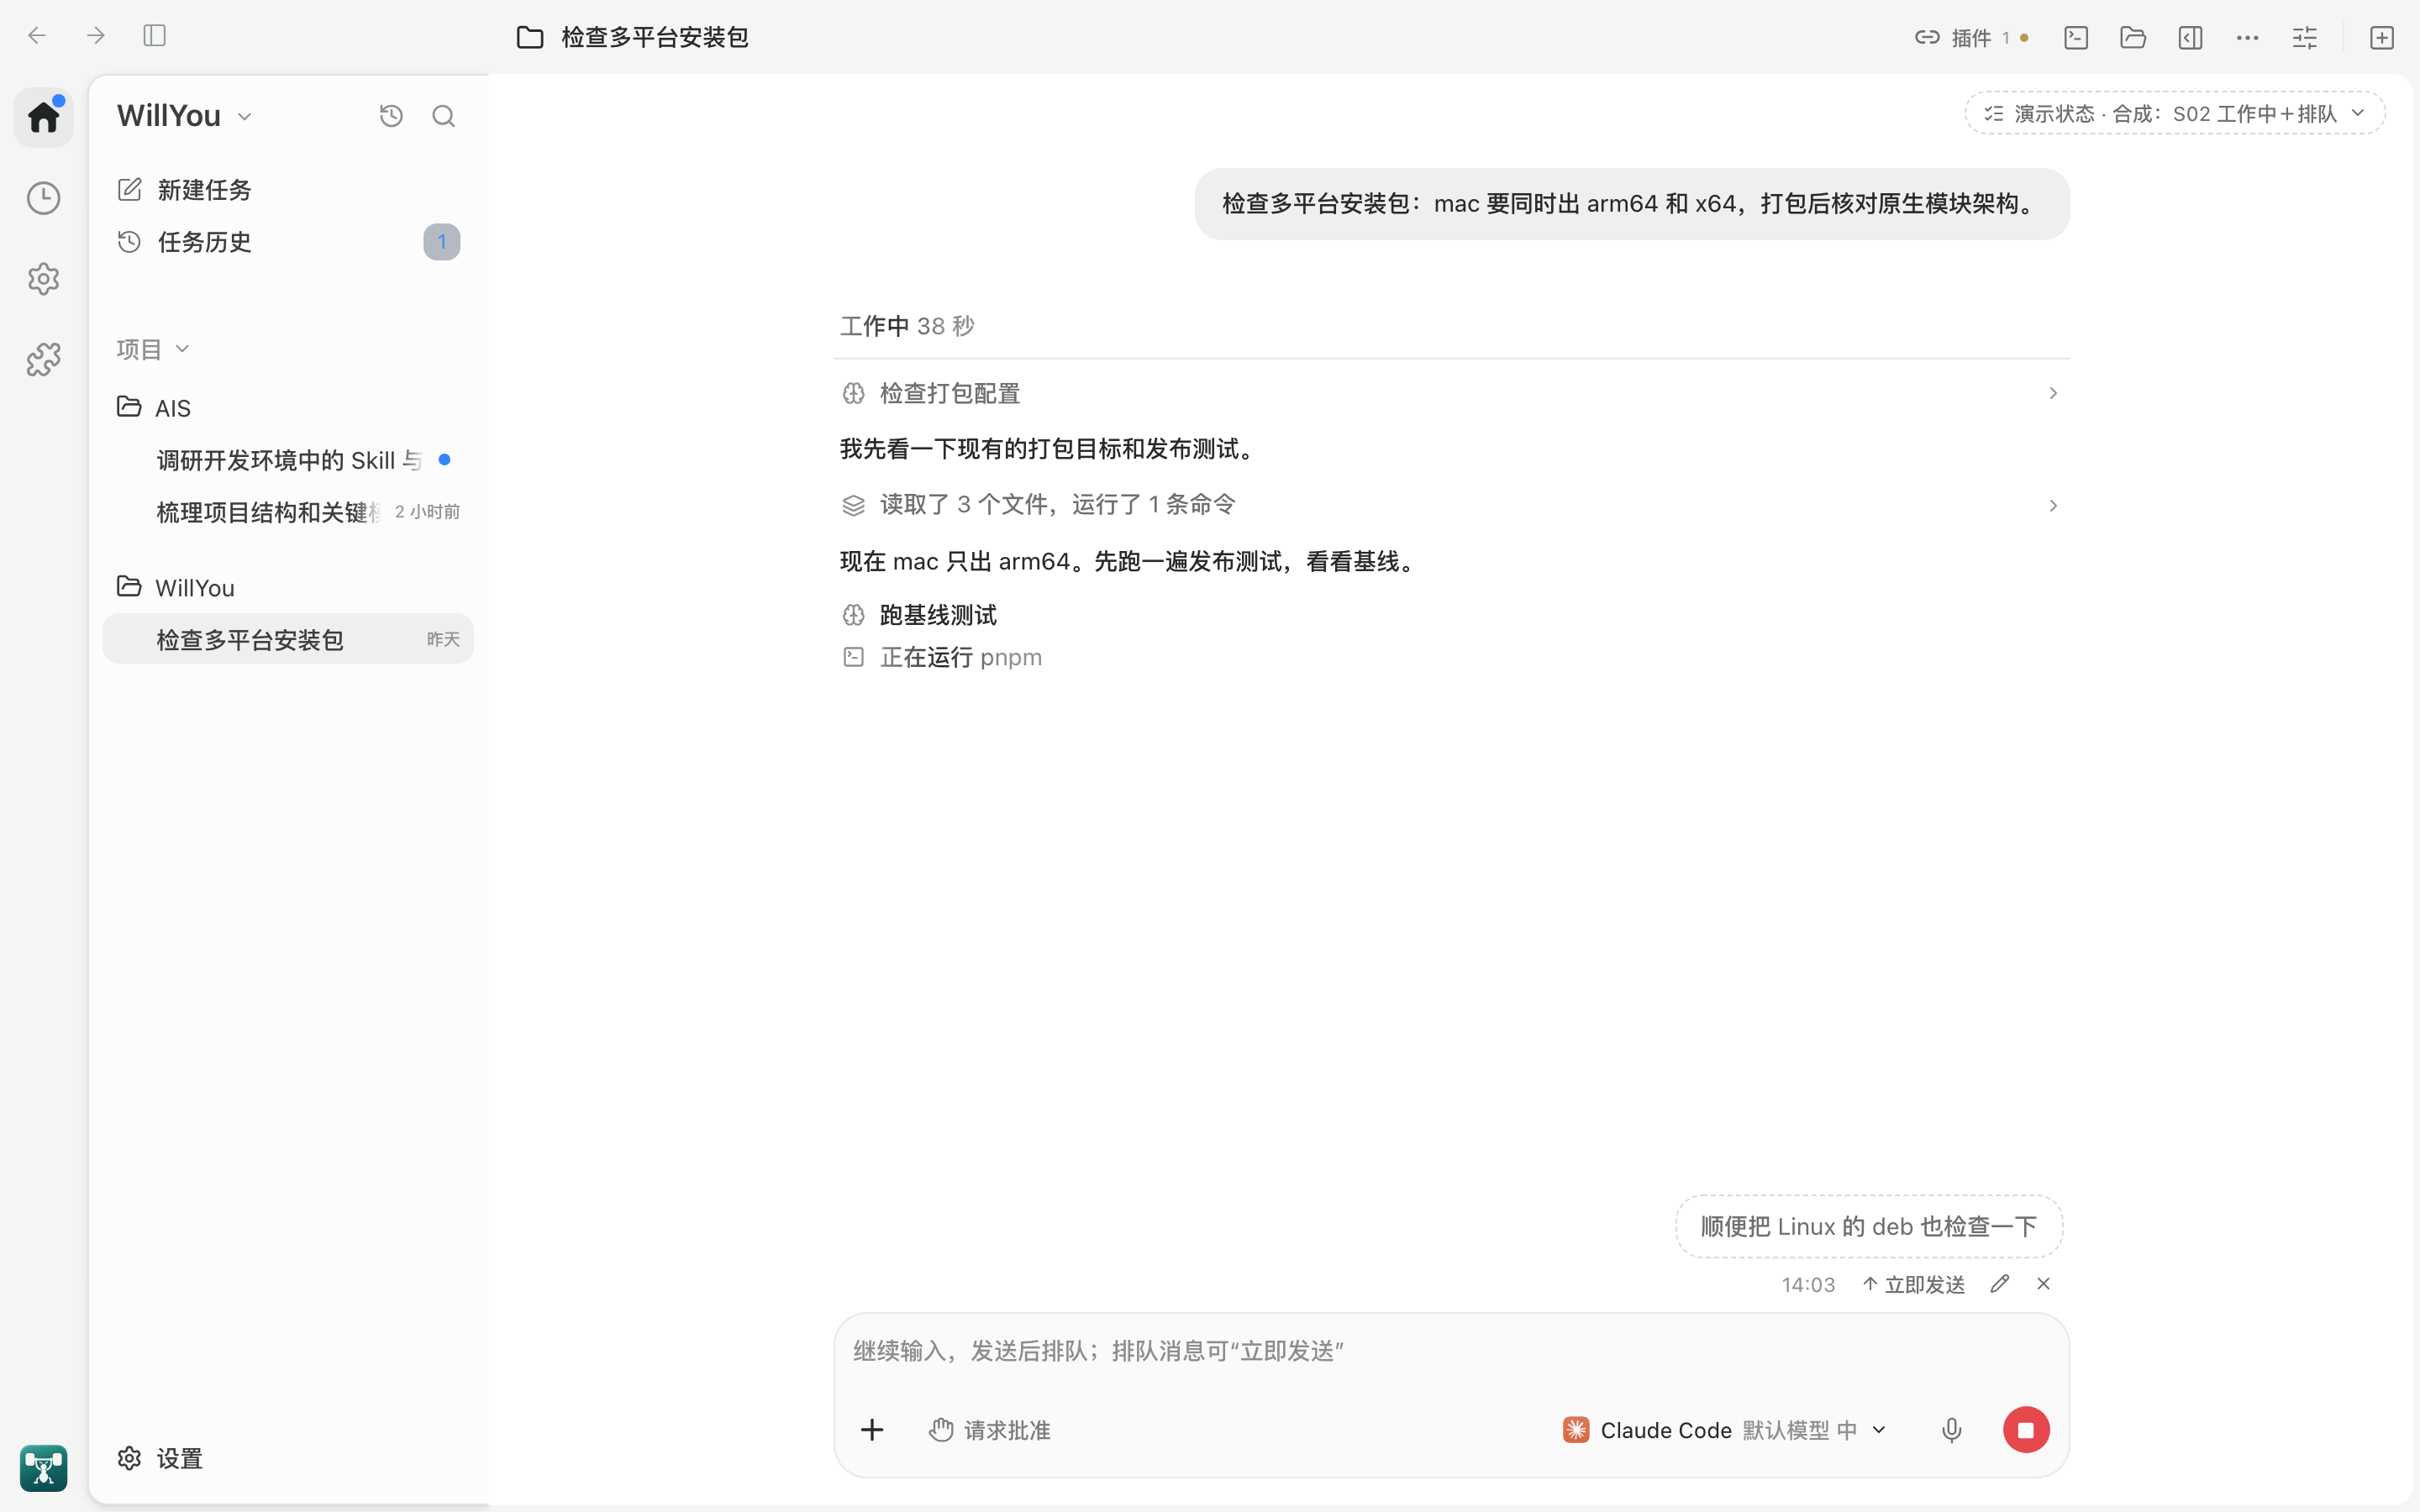 检查多平台安装包
插件 1
WillYou
演示状态 · 合成：S02 工作中＋排队
新建任务
任务历史 1
项目
AIS
调研开发环境中的 Skill 与
梳理项目结构和关键 2 小时前
WillYou
检查多平台安装包 昨天
设置
检查多平台安装包：mac 要同时出 arm64 和 x64，打包后核对原生模块架构。
工作中 38 秒
检查打包配置
我先看一下现有的打包目标和发布测试。
读取了 3 个文件，运行了 1 条命令
现在 mac 只出 arm64。先跑一遍发布测试，看看基线。
跑基线测试
正在运行 pnpm
顺便把 Linux 的 deb 也检查一下
14:03 立即发送
继续输入，发送后排队；排队消息可“立即发送”
请求批准
Claude Code 默认模型 中